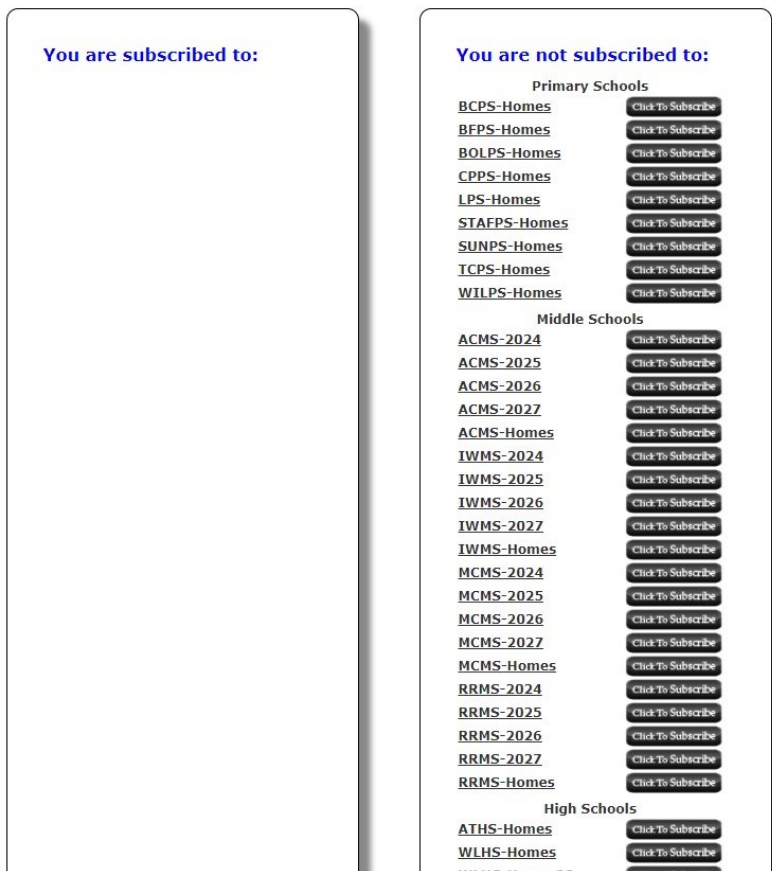 You are subscribed to:
You are not subscribed to:
Primary Schools
BCPS-Homes Click To Subscribe
BFPS-Homes Click To Subscribe
BOLPS-Homes Click To Subscribe
CPPS-Homes Click To Subscribe
LPS-Homes Click To Subscribe
STAFPS-Homes Click To Subscribe
SUNPS-Homes Click To Subscribe
TCPS-Homes Click To Subscribe
WILPS-Homes Click To Subscribe
Middle Schools
ACMS-2024 Click To Subscribe
ACMS-2025 Click To Subscribe
ACMS-2026 Click To Subscribe
ACMS-2027 Click To Subscribe
ACMS-Homes Click To Subscribe
IWMS-2024 Click To Subscribe
IWMS-2025 Click To Subscribe
IWMS-2026 Click To Subscribe
IWMS-2027 Click To Subscribe
IWMS-Homes Click To Subscribe
MCMS-2024 Click To Subscribe
MCMS-2025 Click To Subscribe
MCMS-2026 Click To Subscribe
MCMS-2027 Click To Subscribe
MCMS-Homes Click To Subscribe
RRMS-2024 Click To Subscribe
RRMS-2025 Click To Subscribe
RRMS-2026 Click To Subscribe
RRMS-2027 Click To Subscribe
RRMS-Homes Click To Subscribe
High Schools
ATHS-Homes Click To Subscribe
WLHS-Homes Click To Subscribe